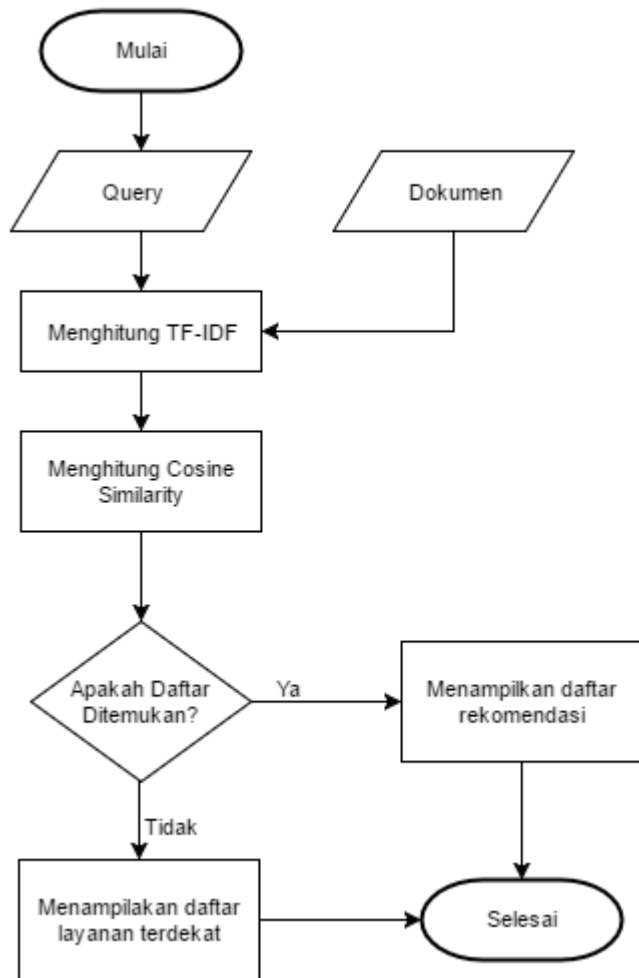 Mulai
Query
Dokumen
Menghitung TF-IDF
Menghitung Cosine
Similarity
Apakah Daftar
Ditemukan?
Ya
Menampilkan daftar
rekomendasi
Tidak
Menampilakan daftar
layanan terdekat
Selesai